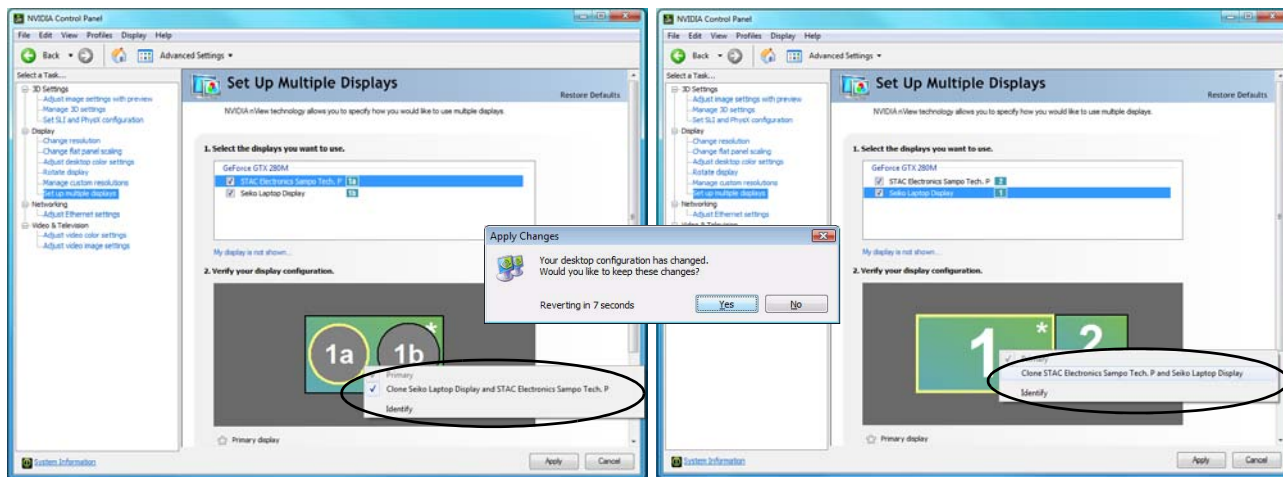 NVIDIA Control Panel
File Edit View Profiles Display Help
Back
Advanced Settings
Select a Task...
3D Settings
Adjust image settings with preview
Manage 3D settings
Set SLI and PhysX configuration
Display
Change resolution
Change flat panel scaling
Adjust desktop color settings
Rotate display
Manage custom resolutions
Set up multiple displays
Networking
Adjust Ethernet settings
Video & Television
Adjust video color settings
Adjust video image settings
System Information
Set Up Multiple Displays
Restore Defaults
NVIDIA nView technology allows you to specify how you would like to use multiple displays.
1. Select the displays you want to use.
GeForce GTX 280M
STAC Electronics Sampo Tech. P 1a
Seiko Laptop Display 1b
My display is not shown...
2. Verify your display configuration.
1a 1b *
Primary
Clone Seiko Laptop Display and STAC Electronics Sampo Tech. P
Identify
Primary display
Apply Cancel
Apply Changes
Your desktop configuration has changed.
Would you like to keep these changes?
Reverting in 7 seconds
Yes No
NVIDIA Control Panel
File Edit View Profiles Display Help
Back
Advanced Settings
Select a Task...
3D Settings
Adjust image settings with preview
Manage 3D settings
Set SLI and PhysX configuration
Display
Change resolution
Change flat panel scaling
Adjust desktop color settings
Rotate display
Manage custom resolutions
Set up multiple displays
Networking
Adjust Ethernet settings
Video & Television
System Information
Set Up Multiple Displays
Restore Defaults
NVIDIA nView technology allows you to specify how you would like to use multiple displays.
1. Select the displays you want to use.
GeForce GTX 280M
STAC Electronics Sampo Tech. P 2
Seiko Laptop Display 1
My display is not shown...
2. Verify your display configuration.
1 * 2
Primary
Clone STAC Electronics Sampo Tech. P and Seiko Laptop Display
Identify
Primary display
Apply Cancel